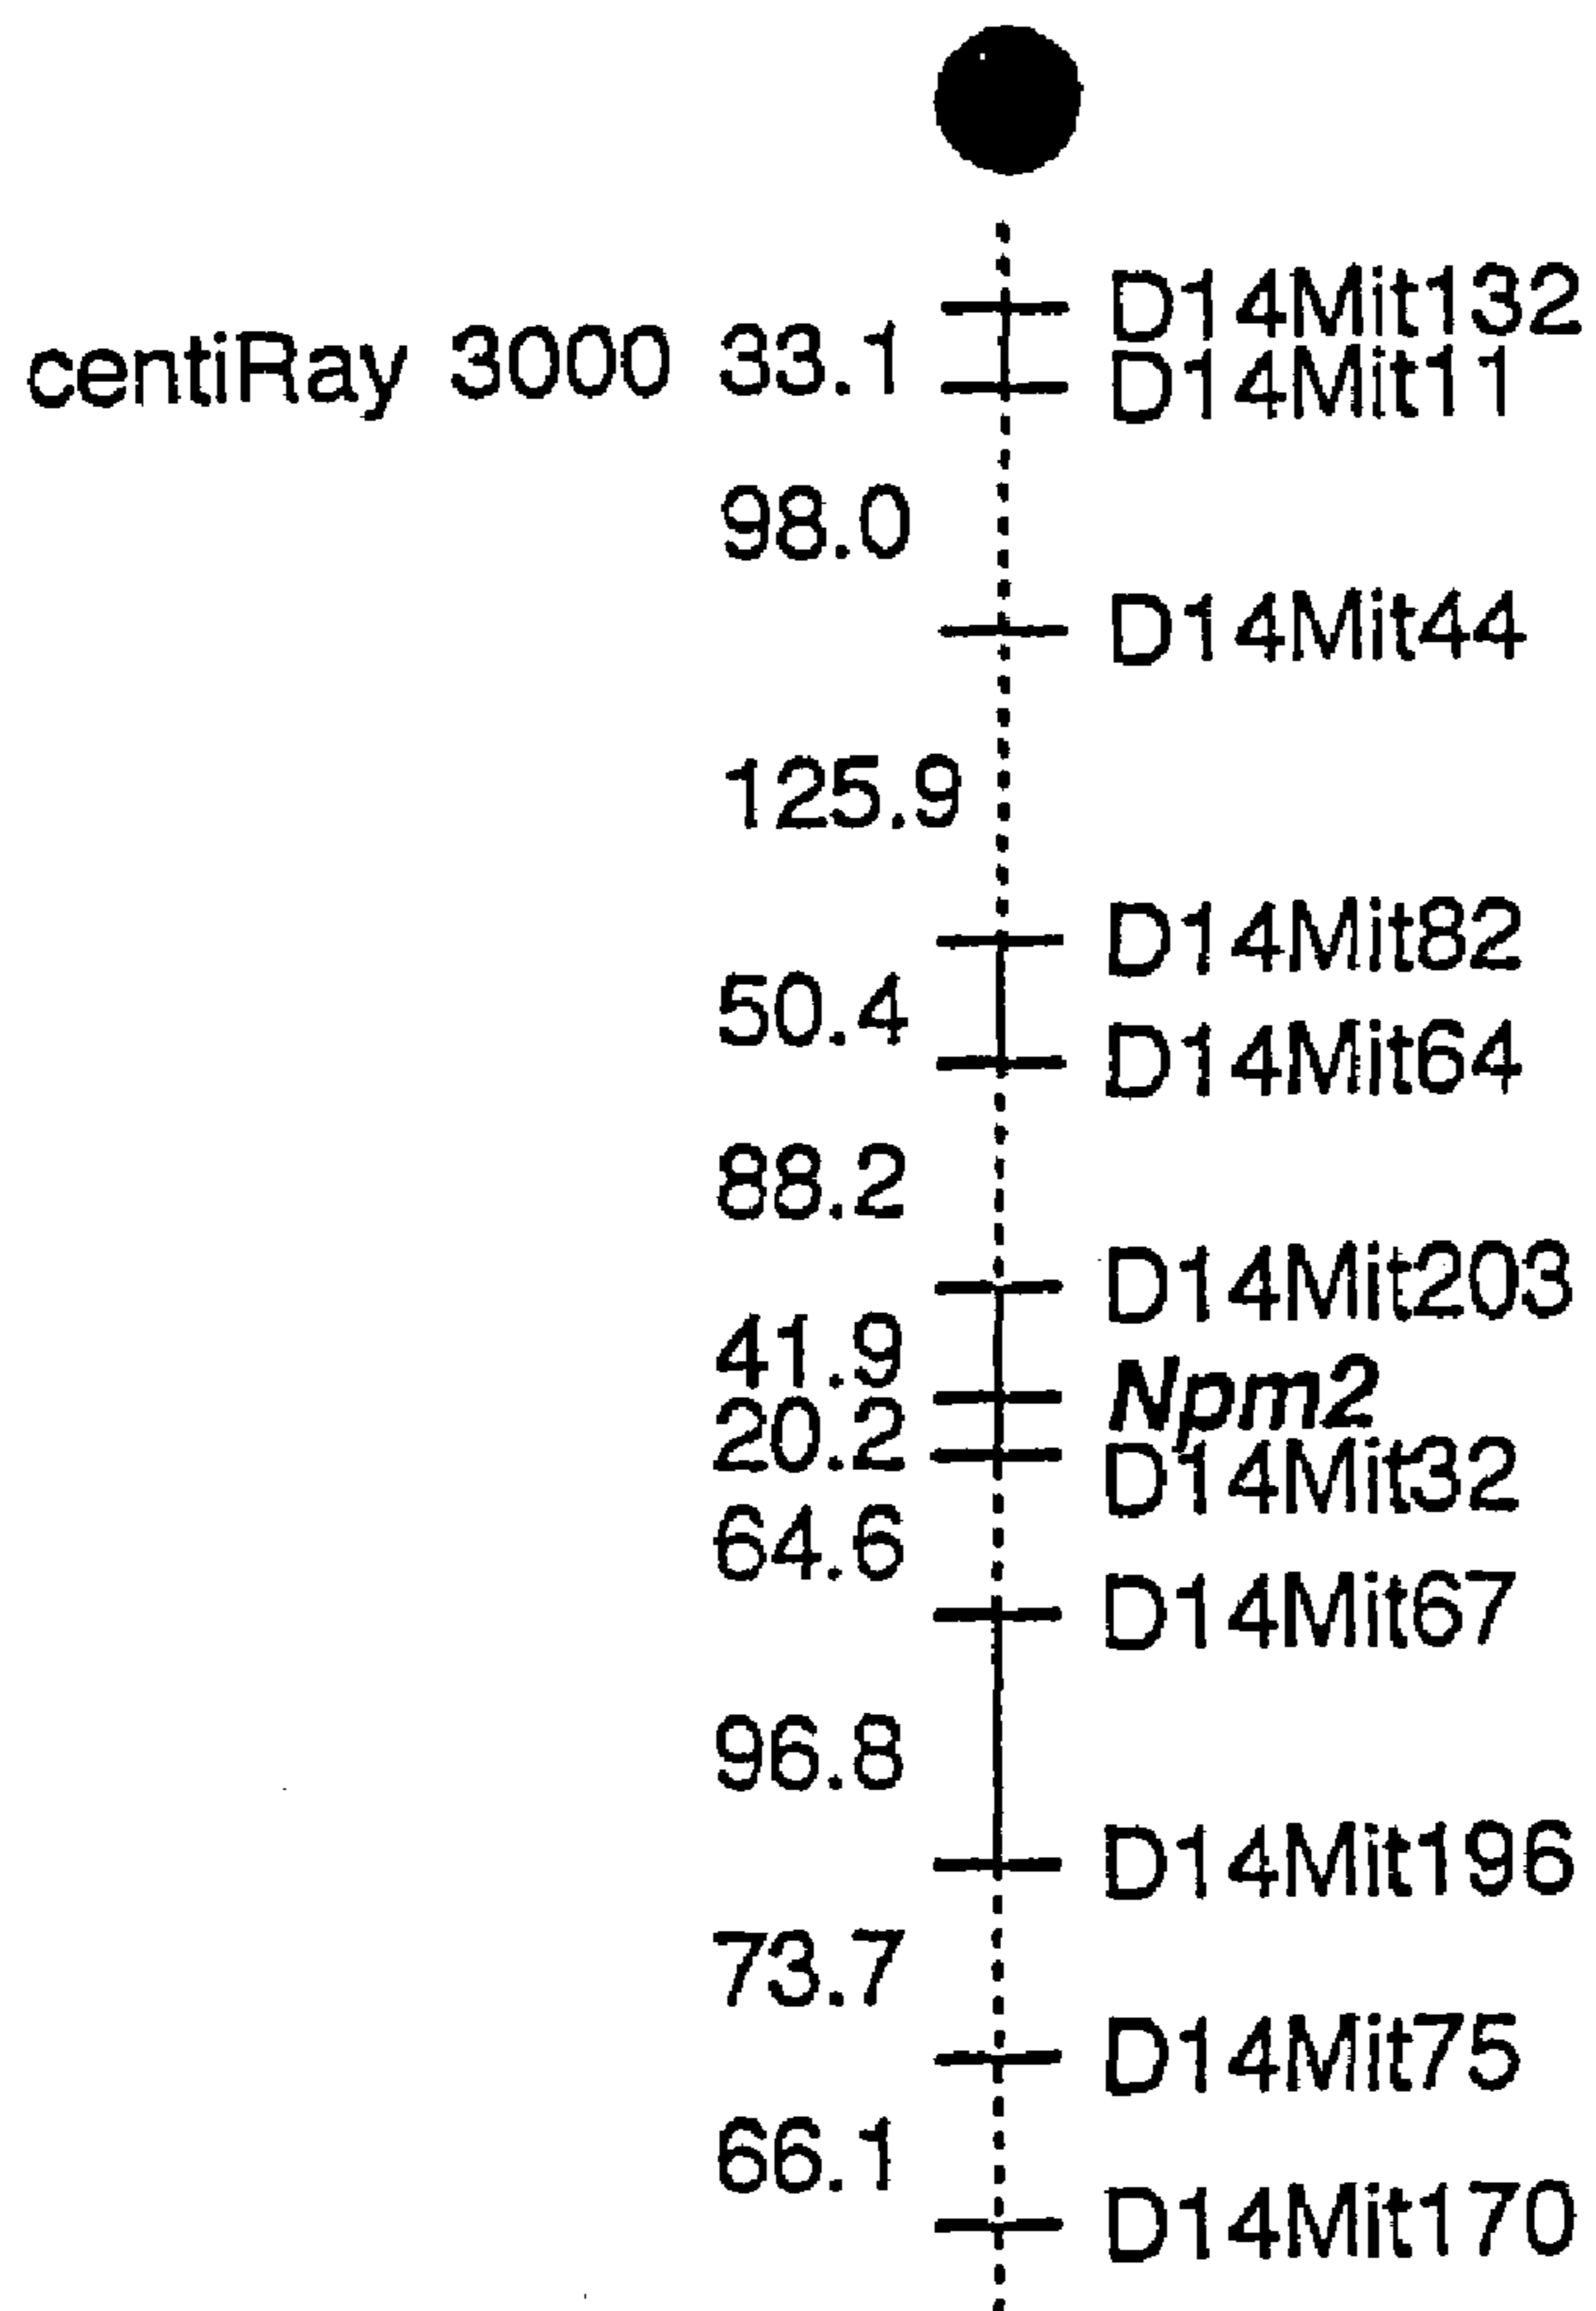 D14Mit132
centiRay 3000 33.1 D14Mit11
98.0
D14Mit44
125.9
D14Mit82
50.4
D14Mit64
88.2
D14Mit203
41.9
Npm2
20.2
D14Mit32
64.6
D14Mit67
96.8
D14Mit196
73.7
D14Mit75
66.1
D14Mit170